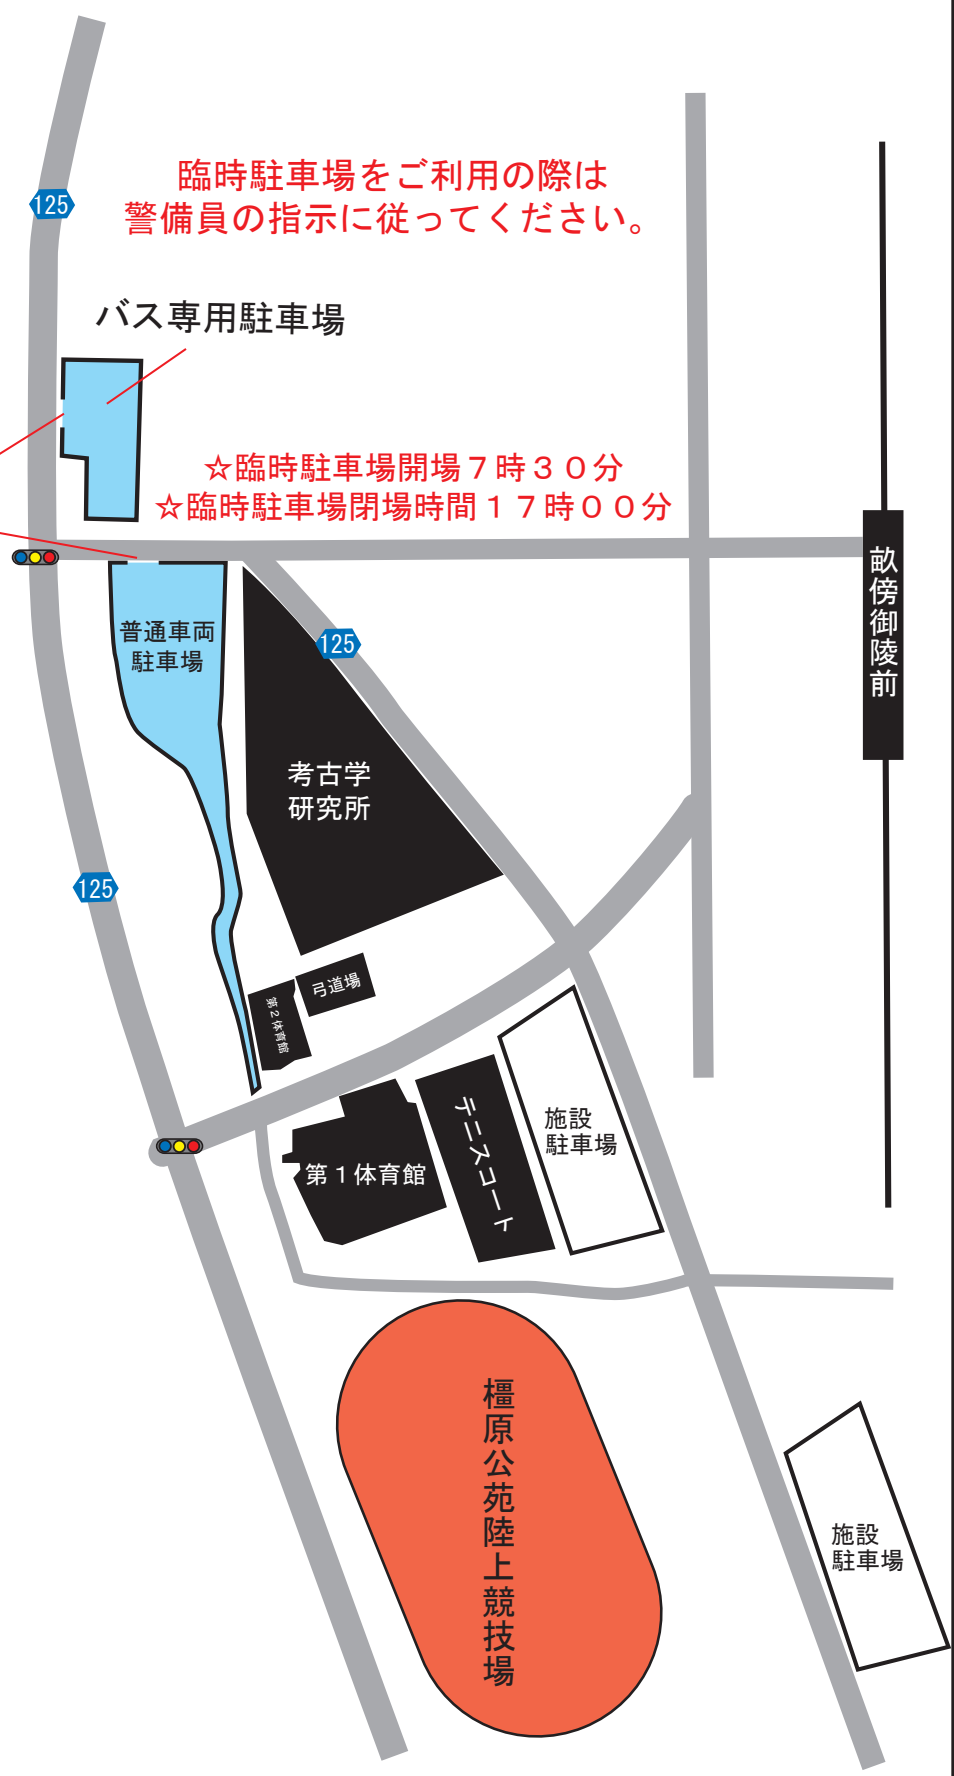 臨時駐車場をご利用の際は
警備員の指示に従ってください。
125
バス専用駐車場
☆臨時駐車場開場７時３０分
☆臨時駐車場閉場時間１７時００分
畝傍御陵前
普通車両
駐車場
125
考古学
研究所
125
弓道場
第２体育館
第１体育館
テニスコート
施設
駐車場
橿原公苑陸上競技場
施設
駐車場